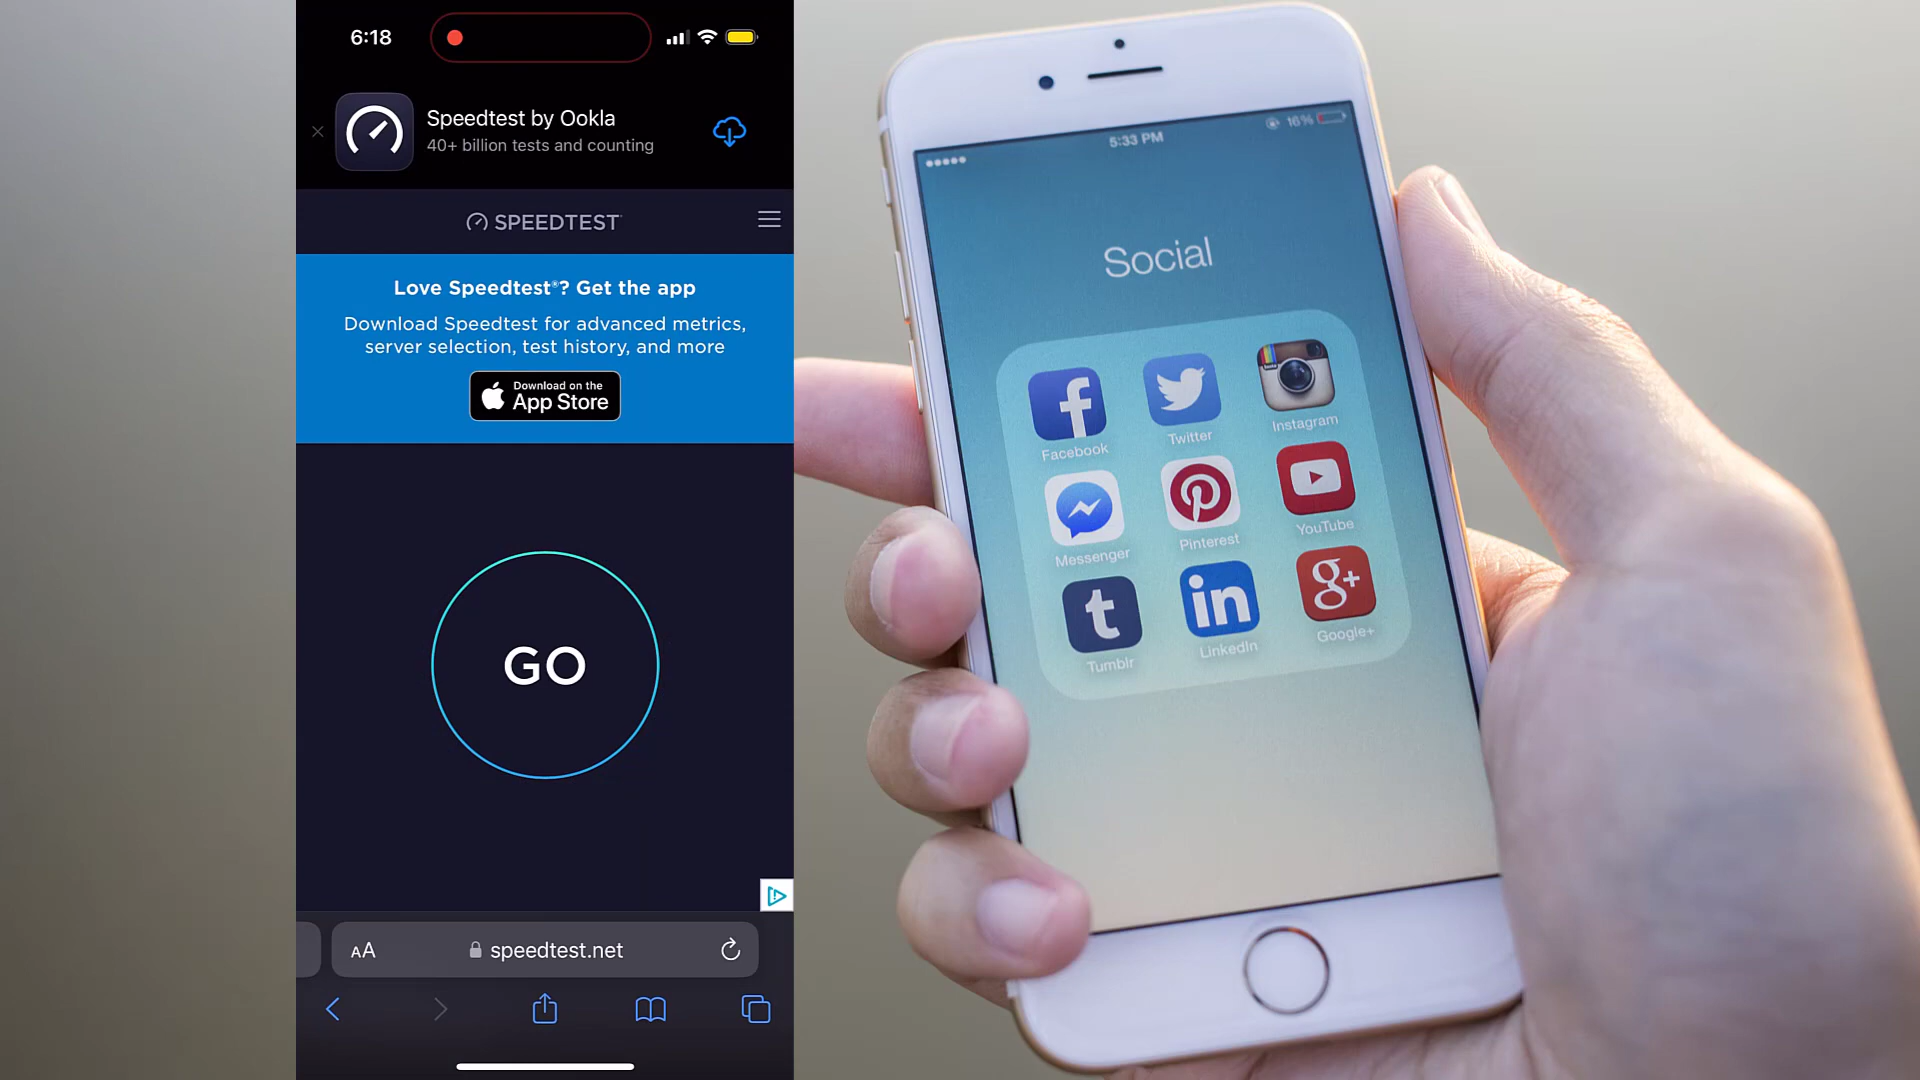 6:18
Speedtest by Ookla
40+ billion tests and counting
SPEEDTEST
Love Speedtest®? Get the app
Download Speedtest for advanced metrics,
server selection, test history, and more
Download on the
App Store
GO
AA
speedtest.net
5:33 PM
16%
Social
Facebook
Twitter
Instagram
Messenger
Pinterest
YouTube
Tumblr
LinkedIn
Google+
f
t
in
g+